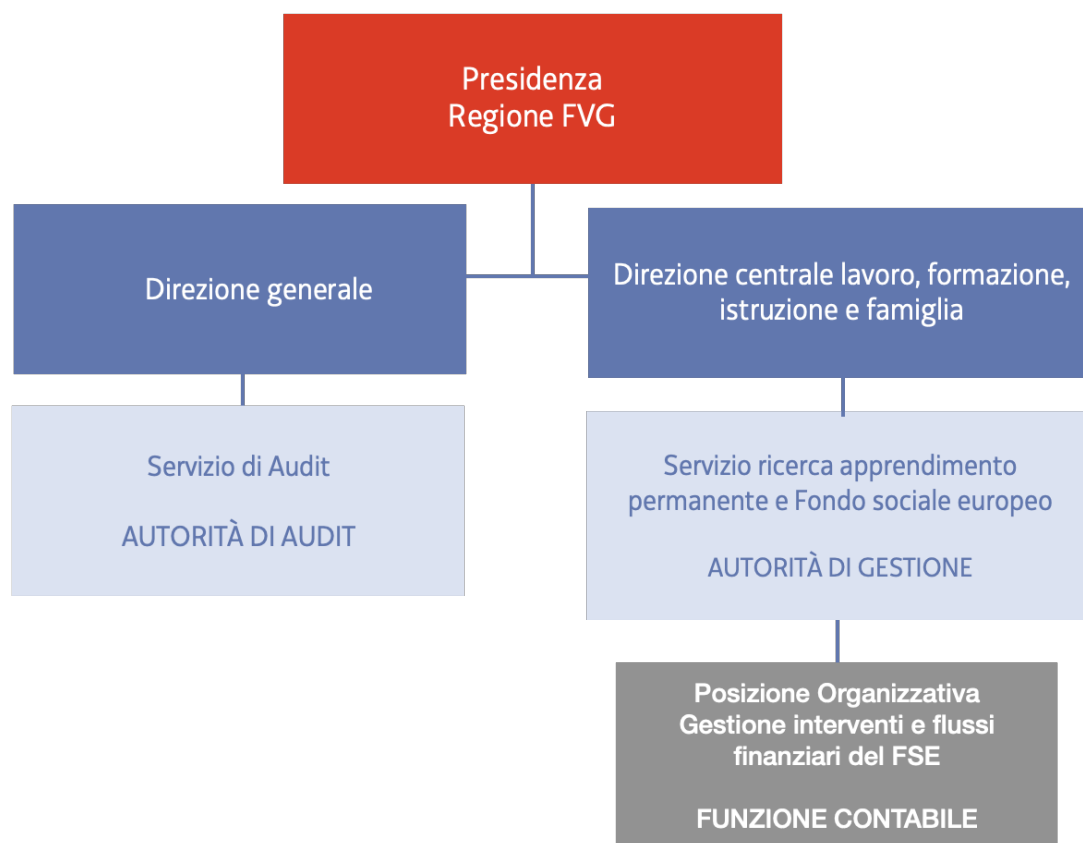 Presidenza
Regione FVG
Direzione generale
Direzione centrale lavoro, formazione,
istruzione e famiglia
Servizio di Audit
AUTORITÀ DI AUDIT
Servizio ricerca apprendimento
permanente e Fondo sociale europeo
AUTORITÀ DI GESTIONE
Posizione Organizzativa
Gestione interventi e flussi
finanziari del FSE
FUNZIONE CONTABILE